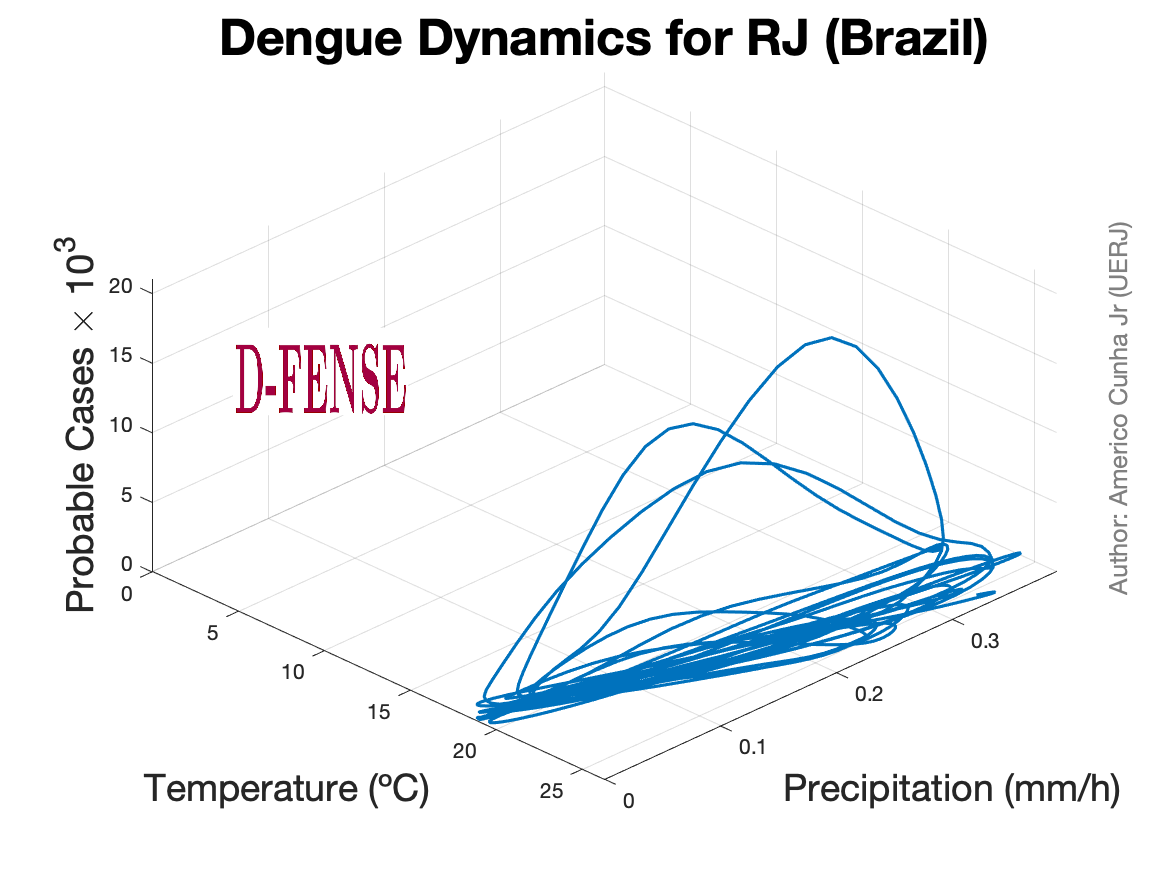 Dengue Dynamics for RJ (Brazil)
Probable Cases × 10³
20
15
10
5
0
D-FENSE
Author: Americo Cunha Jr (UERJ)
0
5
10
15
20
25
Temperature (ºC)
0
0.1
0.2
0.3
Precipitation (mm/h)